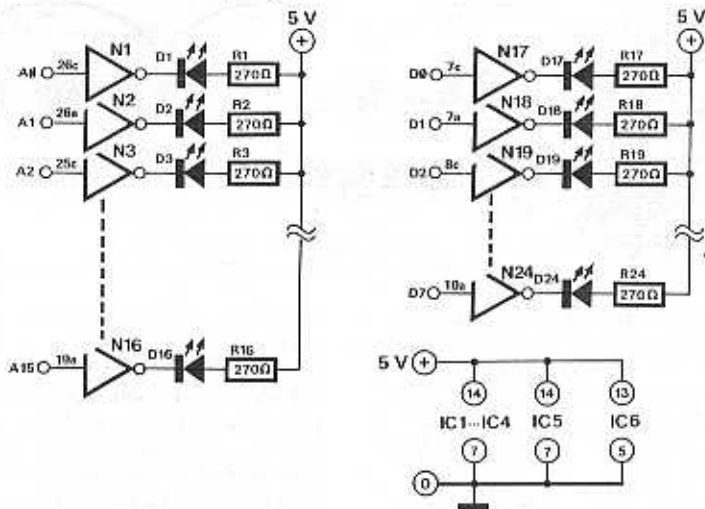 5 V
+
N1
A0 26c D1 R1
270Ω
N2
A1 26a D2 R2
270Ω
N3
A2 25c D3 R3
270Ω
N16
A15 19a D16 R16
270Ω
5 V
+
N17
D0 7c D17 R17
270Ω
N18
D1 7a D18 R18
270Ω
N19
D2 8c D19 R19
270Ω
N24
D7 10a D24 R24
270Ω
5 V +
14 14 13
IC1...IC4 IC5 IC6
7 7 5
0